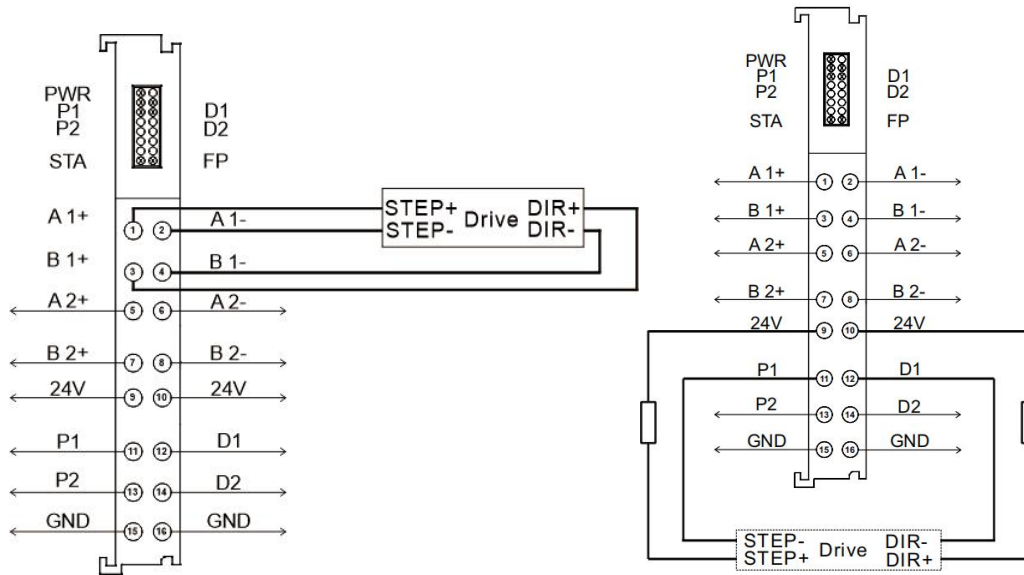 PWR
P1 D1
P2 D2
STA FP
A 1+ 1 2 A 1-
STEP+ Drive DIR+
STEP- DIR-
B 1+ 3 4 B 1-
A 2+ 5 6 A 2-
B 2+ 7 8 B 2-
24V 9 10 24V
P1 11 12 D1
P2 13 14 D2
GND 15 16 GND
PWR
P1 D1
P2 D2
STA FP
A 1+ 1 2 A 1-
B 1+ 3 4 B 1-
A 2+ 5 6 A 2-
B 2+ 7 8 B 2-
24V 9 10 24V
P1 11 12 D1
P2 13 14 D2
GND 15 16 GND
STEP- Drive DIR-
STEP+ DIR+